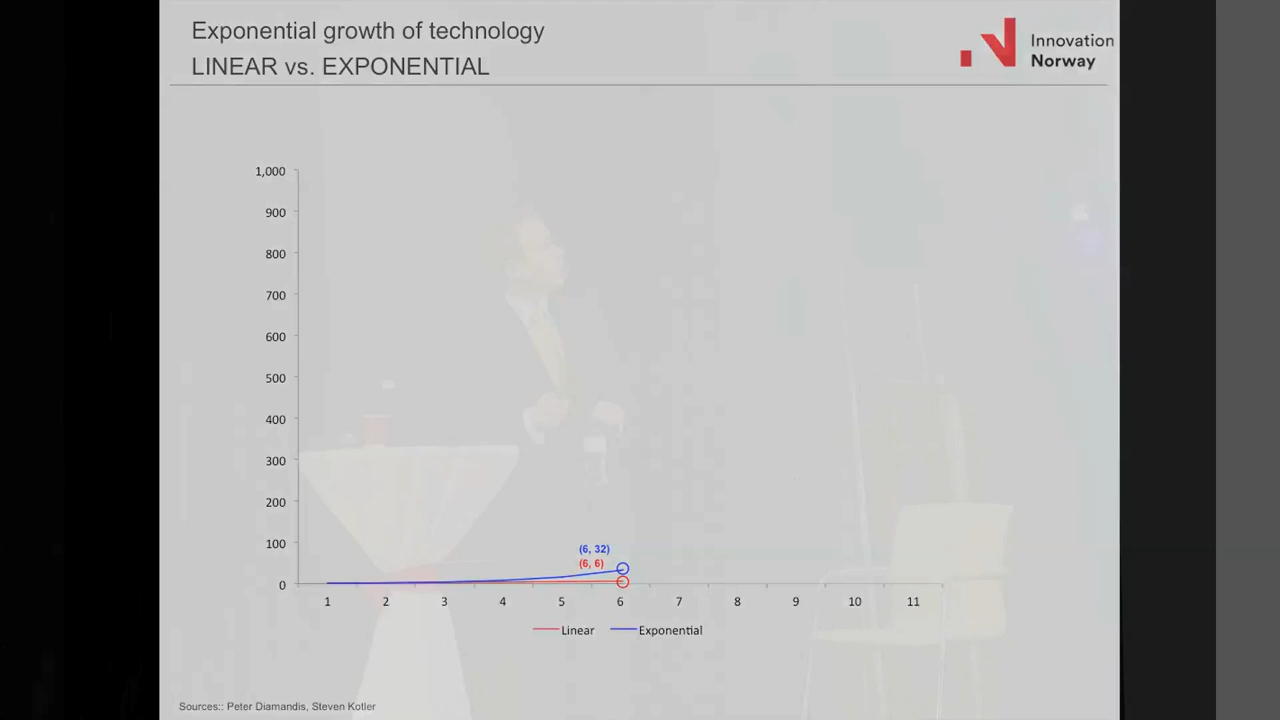 Exponential growth of technology
LINEAR vs. EXPONENTIAL
Innovation
Norway
1,000
900
800
700
600
500
400
300
200
100
0
(6, 32)
(6, 6)
1 2 3 4 5 6 7 8 9 10 11
Linear Exponential
Sources:: Peter Diamandis, Steven Kotler